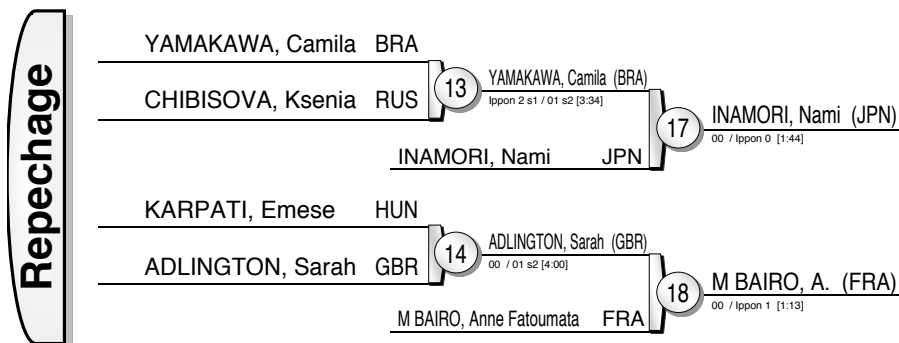 Repechage
YAMAKAWA, Camila BRA
CHIBISOVA, Ksenia RUS
13
YAMAKAWA, Camila (BRA)
Ippon 2 s1 / 01 s2 [3:34]
INAMORI, Nami JPN
17
INAMORI, Nami (JPN)
00 / Ippon 0 [1:44]
KARPATI, Emese HUN
ADLINGTON, Sarah GBR
14
ADLINGTON, Sarah (GBR)
00 / 01 s2 [4:00]
M BAIRO, Anne Fatoumata FRA
18
M BAIRO, A. (FRA)
00 / Ippon 1 [1:13]